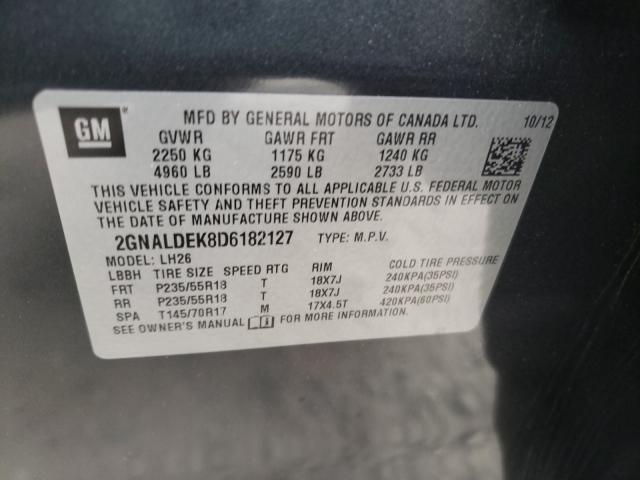 GM ®
MFD BY GENERAL MOTORS OF CANADA LTD. 10/12
GVWR GAWR FRT GAWR RR
2250 KG 1175 KG 1240 KG
4960 LB 2590 LB 2733 LB
THIS VEHICLE CONFORMS TO ALL APPLICABLE U.S. FEDERAL MOTOR
VEHICLE SAFETY AND THEFT PREVENTION STANDARDS IN EFFECT ON
THE DATE OF MANUFACTURE SHOWN ABOVE.
2GNALDEK8D6182127 TYPE: M.P.V.
MODEL: LH26
LBBH TIRE SIZE SPEED RTG RIM COLD TIRE PRESSURE
FRT P235/55R18 T 18X7J 240KPA(35PSI)
RR P235/55R18 T 18X7J 240KPA(35PSI)
SPA T145/70R17 M 17X4.5T 420KPA(60PSI)
SEE OWNER'S MANUAL FOR MORE INFORMATION.